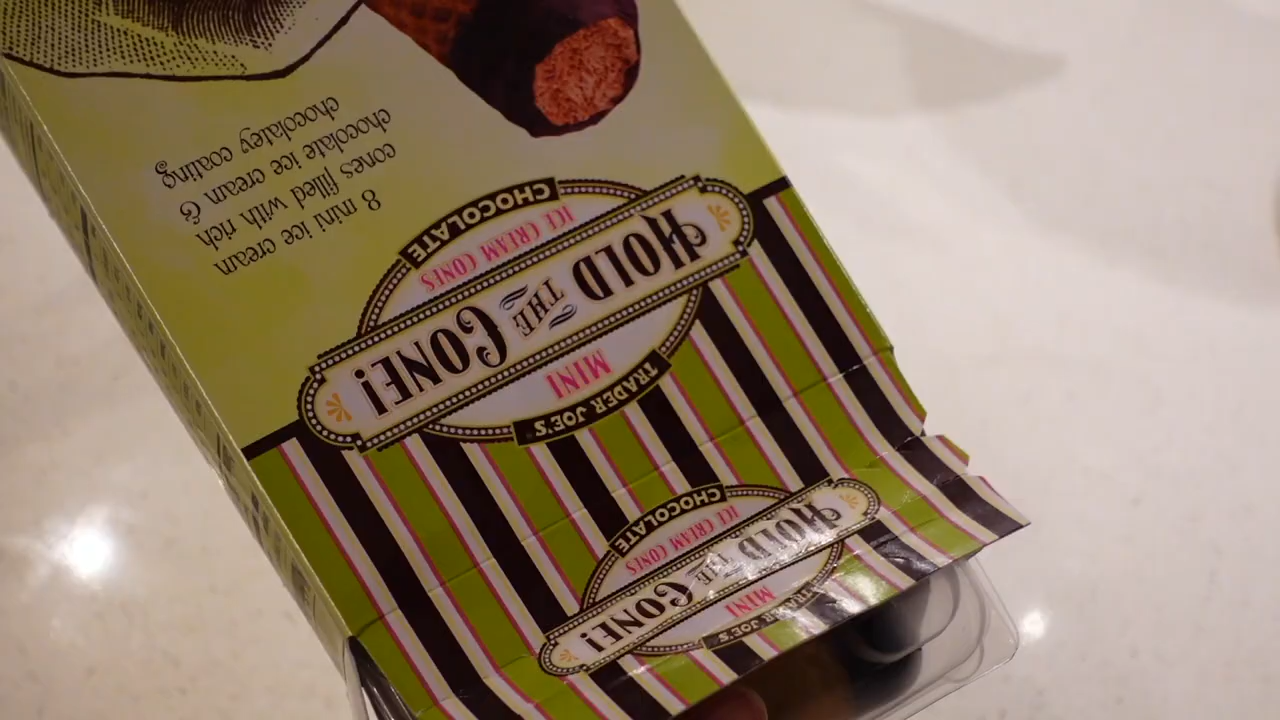 TRADER JOE'S
MINI
HOLD THE CONE!
ICE CREAM CONES
CHOCOLATE
8 mini ice cream
cones filled with rich
chocolate ice cream &
chocolatey coating
TRADER JOE'S
MINI
HOLD THE CONE!
ICE CREAM CONES
CHOCOLATE